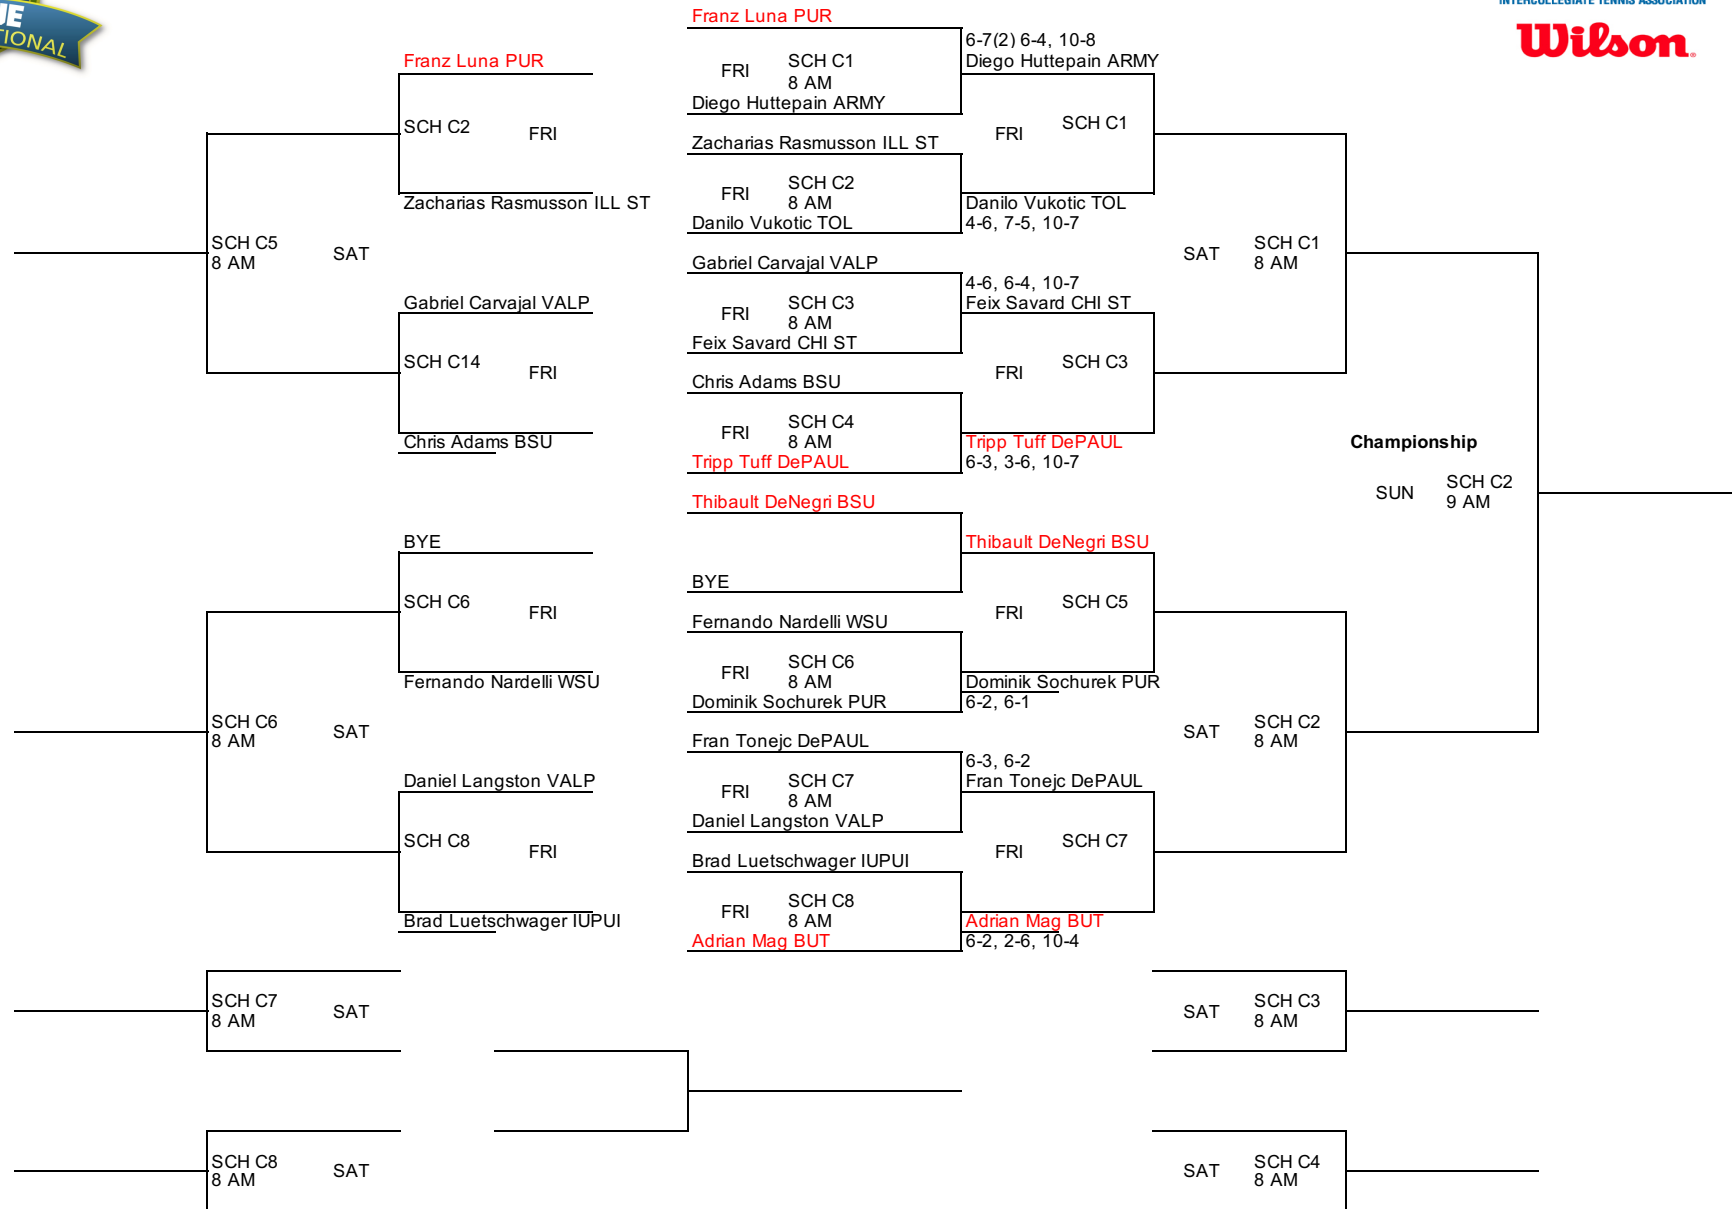 UE
TIONAL
INTERCOLLEGIATE TENNIS ASSOCIATION
Wilson
Franz Luna PUR
6-7(2) 6-4, 10-8
Franz Luna PUR
FRI
SCH C1
8 AM
Diego Huttepain ARMY
Diego Huttepain ARMY
SCH C2
FRI
FRI
SCH C1
Zacharias Rasmusson ILL ST
FRI
SCH C2
8 AM
Zacharias Rasmusson ILL ST
Danilo Vukotic TOL
Danilo Vukotic TOL
4-6, 7-5, 10-7
SCH C5
8 AM
SAT
SAT
SCH C1
8 AM
Gabriel Carvajal VALP
4-6, 6-4, 10-7
Gabriel Carvajal VALP
FRI
SCH C3
8 AM
Feix Savard CHI ST
Feix Savard CHI ST
SCH C14
FRI
FRI
SCH C3
Chris Adams BSU
FRI
SCH C4
8 AM
Chris Adams BSU
Tripp Tuff DePAUL
Tripp Tuff DePAUL
6-3, 3-6, 10-7
Championship
SUN
SCH C2
9 AM
Thibault DeNegri BSU
BYE
Thibault DeNegri BSU
BYE
SCH C6
FRI
FRI
SCH C5
Fernando Nardelli WSU
FRI
SCH C6
8 AM
Fernando Nardelli WSU
Dominik Sochurek PUR
Dominik Sochurek PUR
6-2, 6-1
SCH C6
8 AM
SAT
SAT
SCH C2
8 AM
Fran Tonejc DePAUL
6-3, 6-2
Daniel Langston VALP
FRI
SCH C7
8 AM
Fran Tonejc DePAUL
Daniel Langston VALP
SCH C8
FRI
FRI
SCH C7
Brad Luetschwager IUPUI
FRI
SCH C8
8 AM
Brad Luetschwager IUPUI
Adrian Mag BUT
Adrian Mag BUT
6-2, 2-6, 10-4
SCH C7
8 AM
SAT
SAT
SCH C3
8 AM
SCH C8
8 AM
SAT
SAT
SCH C4
8 AM